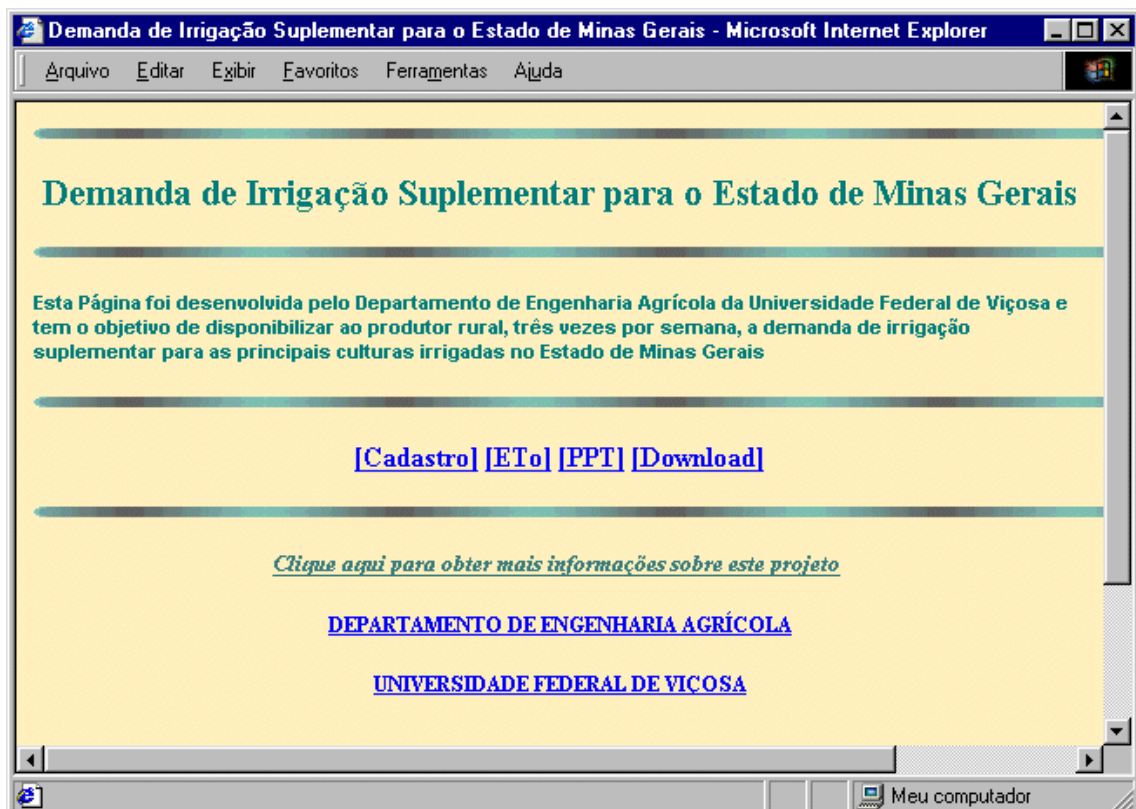 Demanda de Irrigação Suplementar para o Estado de Minas Gerais - Microsoft Internet Explorer
Arquivo Editar Exibir Favoritos Ferramentas Ajuda
Demanda de Irrigação Suplementar para o Estado de Minas Gerais
Esta Página foi desenvolvida pelo Departamento de Engenharia Agrícola da Universidade Federal de Viçosa e
tem o objetivo de disponibilizar ao produtor rural, três vezes por semana, a demanda de irrigação
suplementar para as principais culturas irrigadas no Estado de Minas Gerais
[Cadastro] [ETo] [PPT] [Download]
Clique aqui para obter mais informações sobre este projeto
DEPARTAMENTO DE ENGENHARIA AGRÍCOLA
UNIVERSIDADE FEDERAL DE VIÇOSA
Meu computador